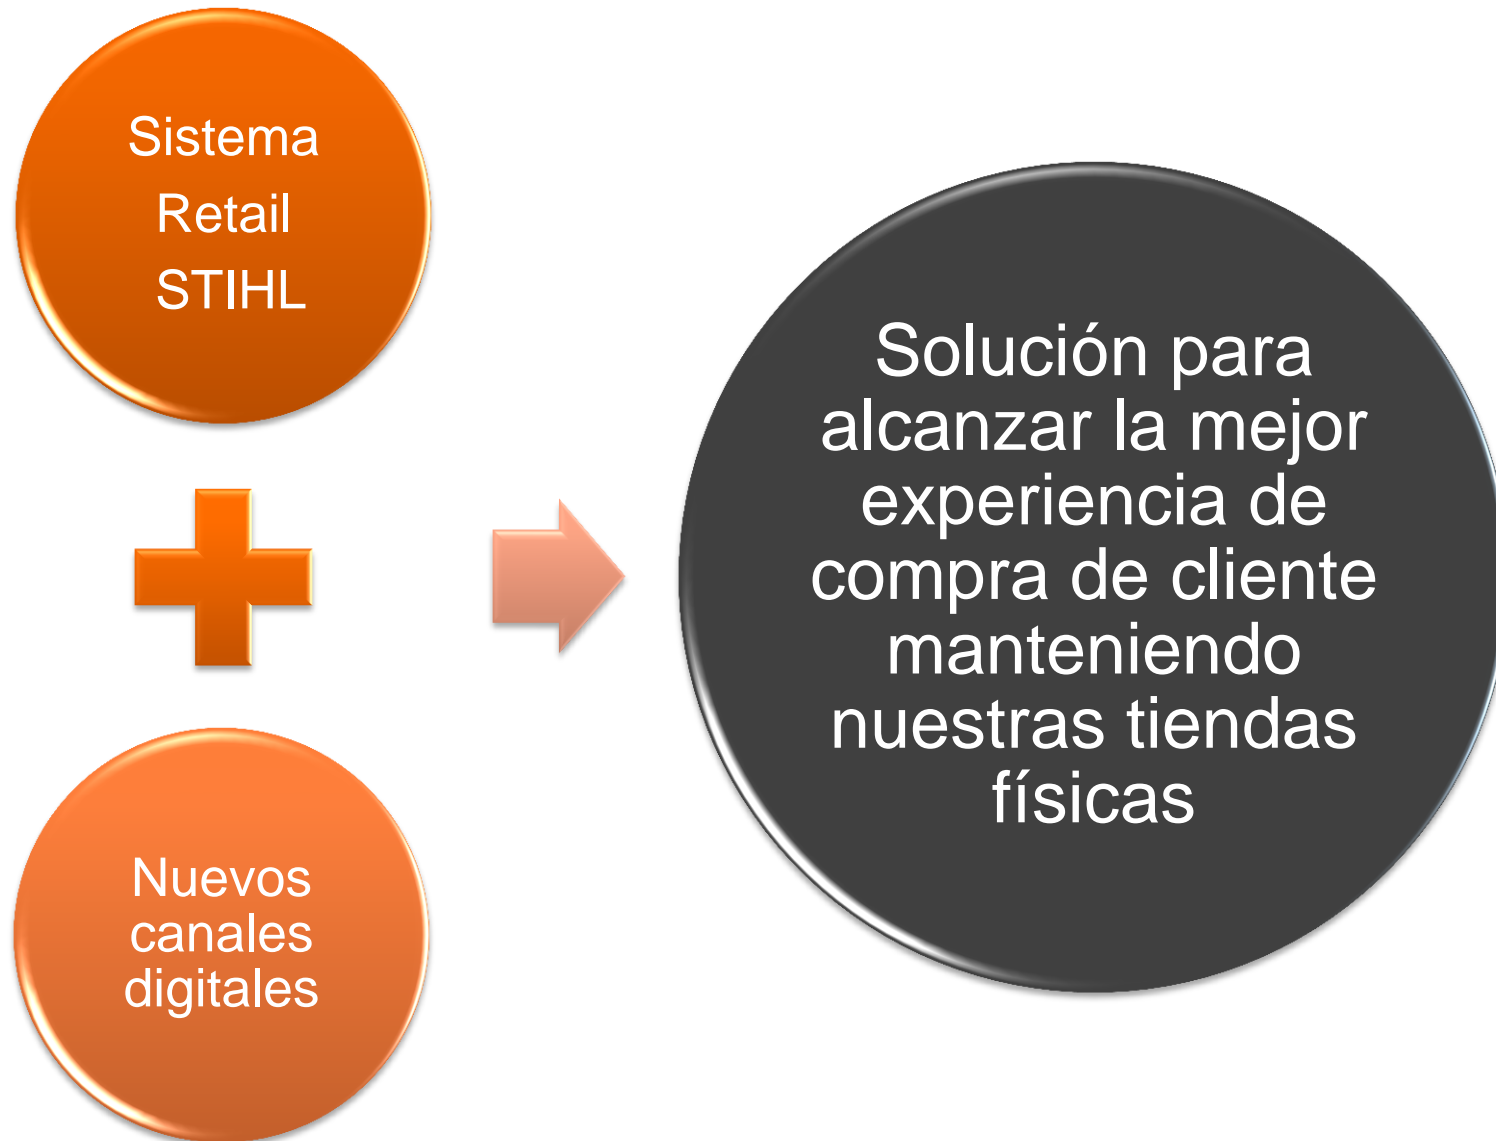 Sistema
Retail
STIHL
Nuevos
canales
digitales
Solución para
alcanzar la mejor
experiencia de
compra de cliente
manteniendo
nuestras tiendas
físicas